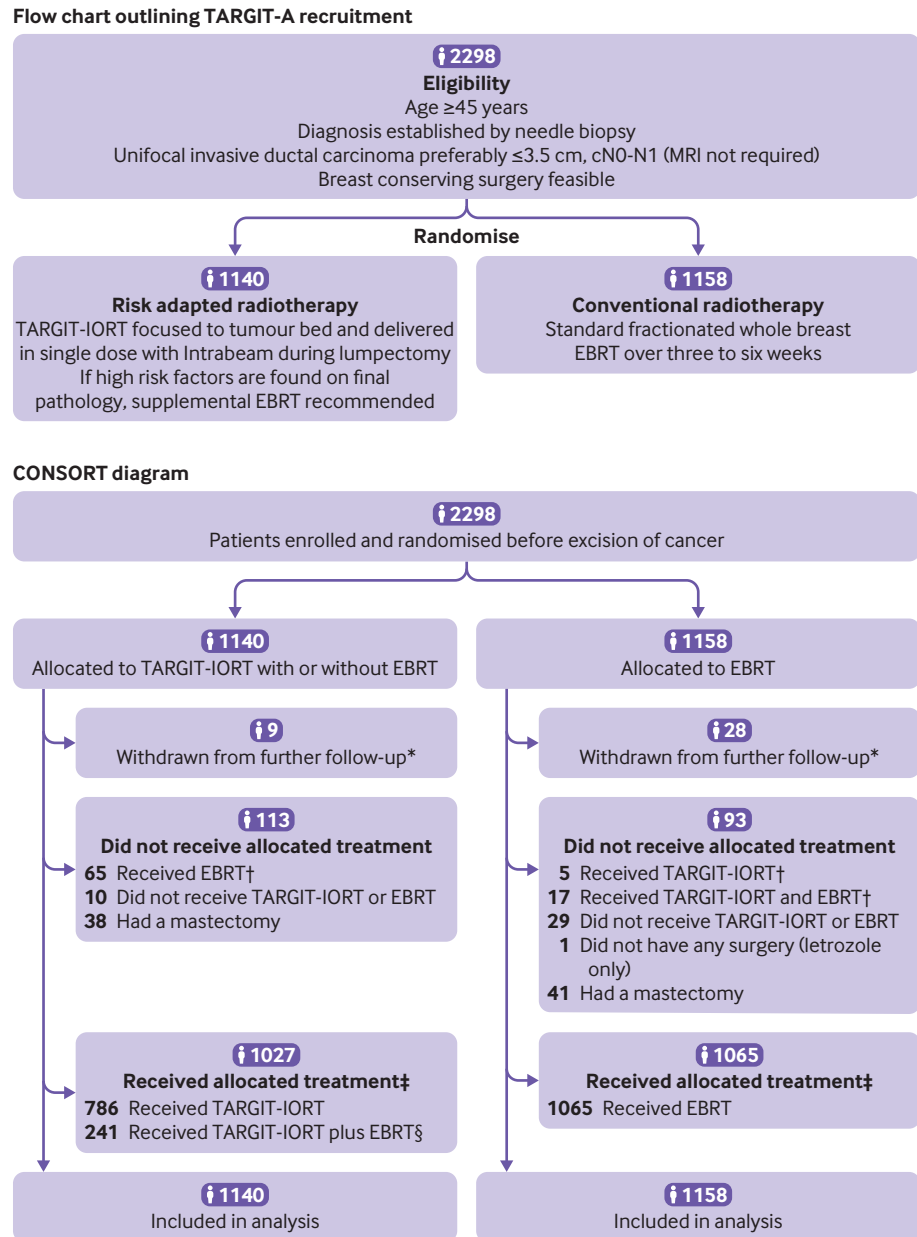 Flow chart outlining TARGIT-A recruitment
2298
Eligibility
Age ≥45 years
Diagnosis established by needle biopsy
Unifocal invasive ductal carcinoma preferably ≤3.5 cm, cN0-N1 (MRI not required)
Breast conserving surgery feasible
Randomise
1140
Risk adapted radiotherapy
TARGIT-IORT focused to tumour bed and delivered
in single dose with Intrabeam during lumpectomy
If high risk factors are found on final
pathology, supplemental EBRT recommended
1158
Conventional radiotherapy
Standard fractionated whole breast
EBRT over three to six weeks
CONSORT diagram
2298
Patients enrolled and randomised before excision of cancer
1140
Allocated to TARGIT-IORT with or without EBRT
1158
Allocated to EBRT
9
Withdrawn from further follow-up*
28
Withdrawn from further follow-up*
113
Did not receive allocated treatment
65 Received EBRT†
10 Did not receive TARGIT-IORT or EBRT
38 Had a mastectomy
93
Did not receive allocated treatment
5 Received TARGIT-IORT†
17 Received TARGIT-IORT and EBRT†
29 Did not receive TARGIT-IORT or EBRT
1 Did not have any surgery (letrozole
only)
41 Had a mastectomy
1027
Received allocated treatment‡
786 Received TARGIT-IORT
241 Received TARGIT-IORT plus EBRT§
1065
Received allocated treatment‡
1065 Received EBRT
1140
Included in analysis
1158
Included in analysis